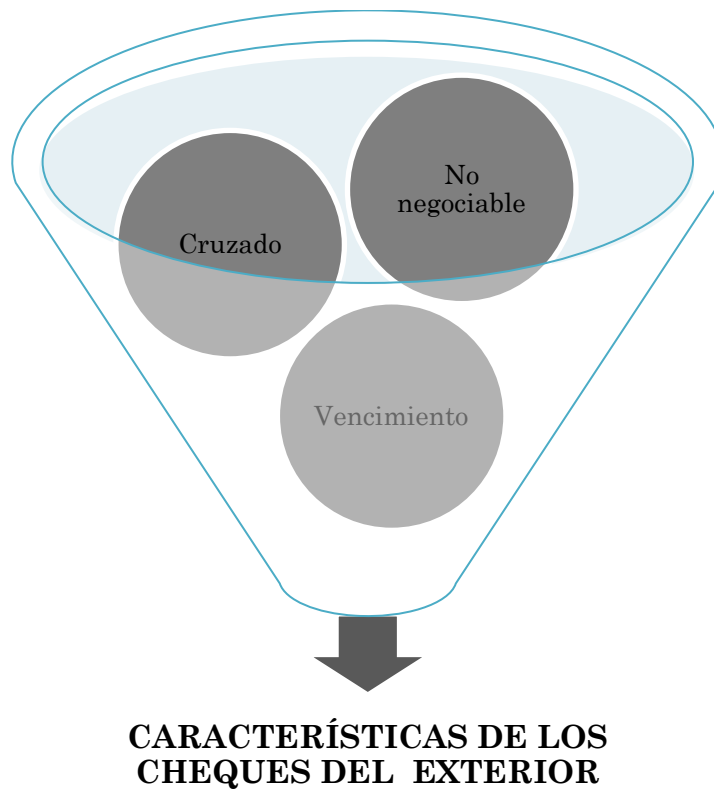 No
negociable
Cruzado
Vencimiento
CARACTERÍSTICAS DE LOS
CHEQUES DEL  EXTERIOR